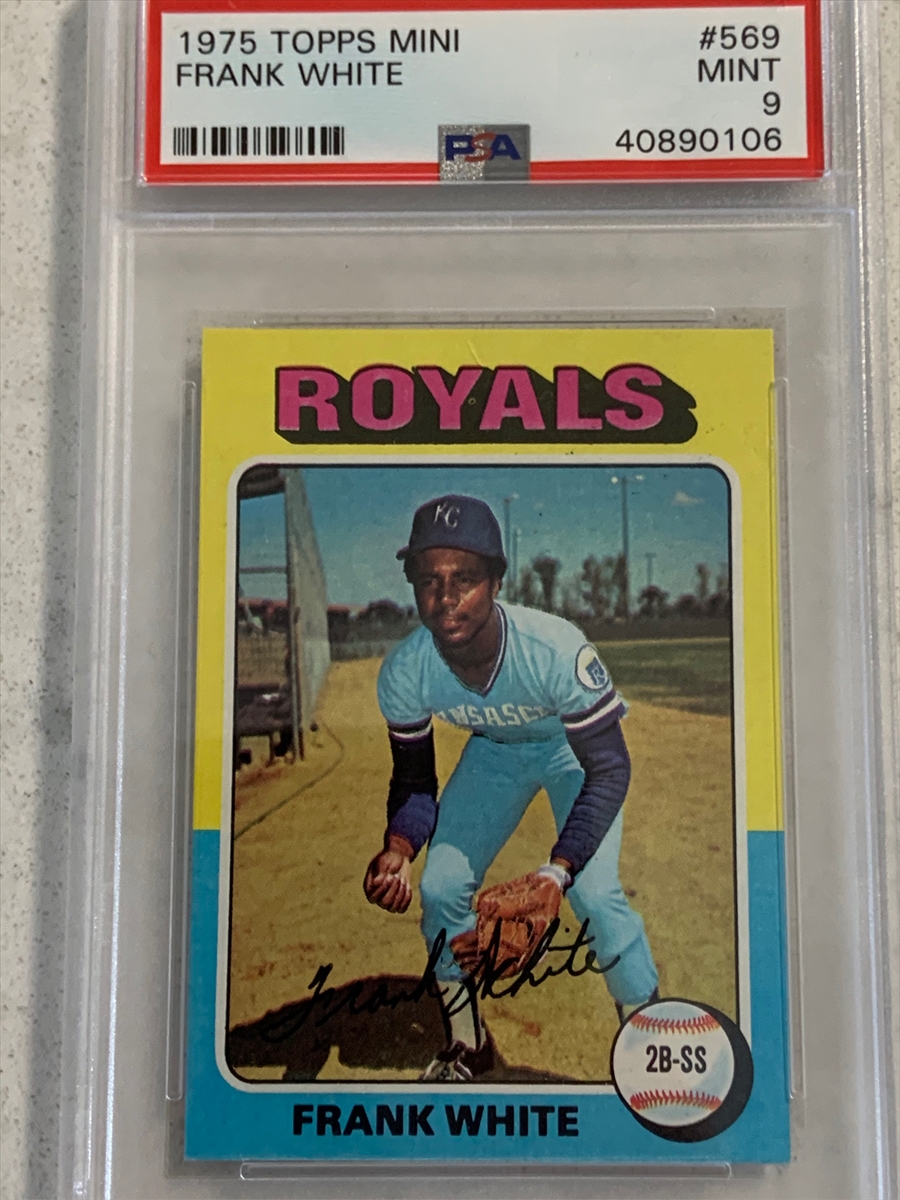 1975 TOPPS MINI #569
FRANK WHITE MINT
9
PSA 40890106
ROYALS
KC
R
2B-SS
Frank White
FRANK WHITE